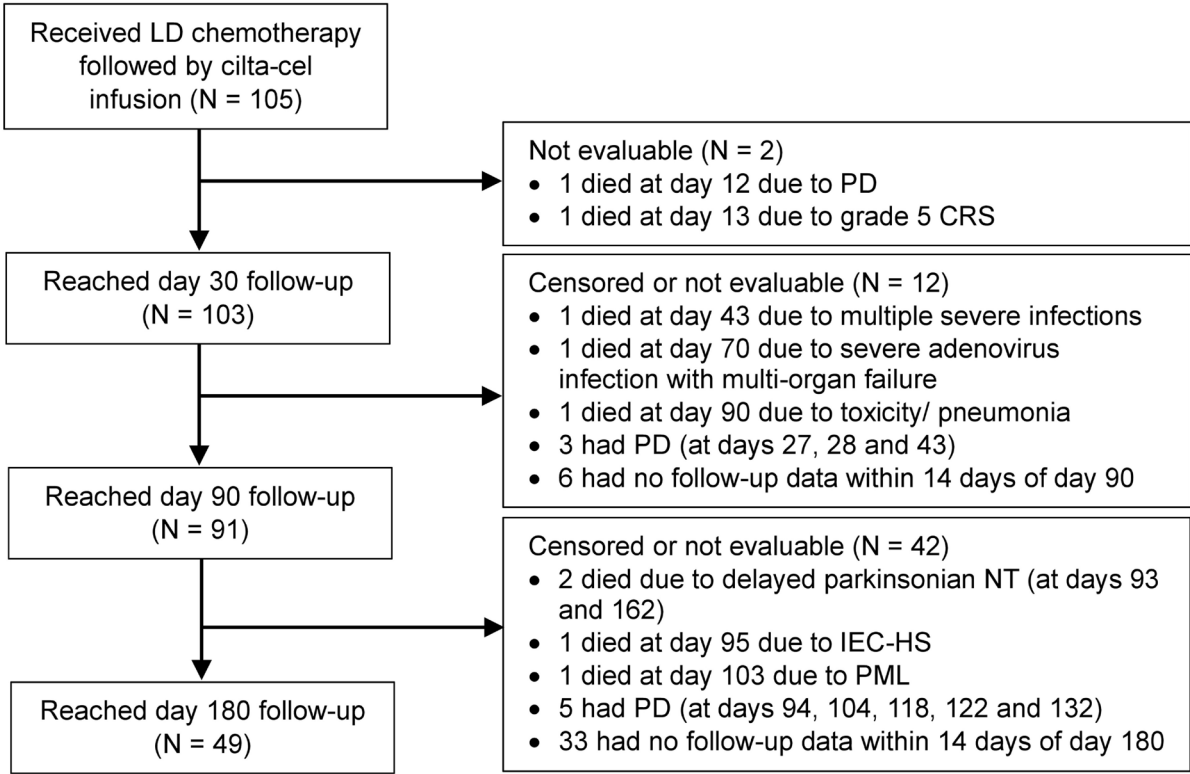 Received LD chemotherapy
followed by cilta-cel
infusion (N = 105)
Not evaluable (N = 2)
• 1 died at day 12 due to PD
• 1 died at day 13 due to grade 5 CRS
Reached day 30 follow-up
(N = 103)
Censored or not evaluable (N = 12)
• 1 died at day 43 due to multiple severe infections
• 1 died at day 70 due to severe adenovirus
infection with multi-organ failure
• 1 died at day 90 due to toxicity/ pneumonia
• 3 had PD (at days 27, 28 and 43)
• 6 had no follow-up data within 14 days of day 90
Reached day 90 follow-up
(N = 91)
Censored or not evaluable (N = 42)
• 2 died due to delayed parkinsonian NT (at days 93
and 162)
• 1 died at day 95 due to IEC-HS
• 1 died at day 103 due to PML
• 5 had PD (at days 94, 104, 118, 122 and 132)
• 33 had no follow-up data within 14 days of day 180
Reached day 180 follow-up
(N = 49)